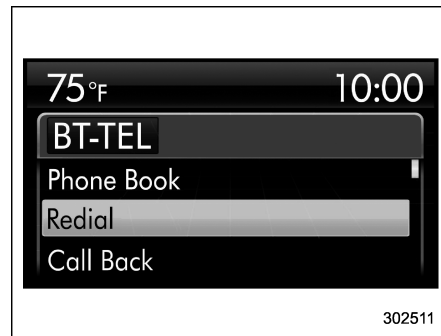 75°F 10:00
BT-TEL
Phone Book
Redial
Call Back
302511